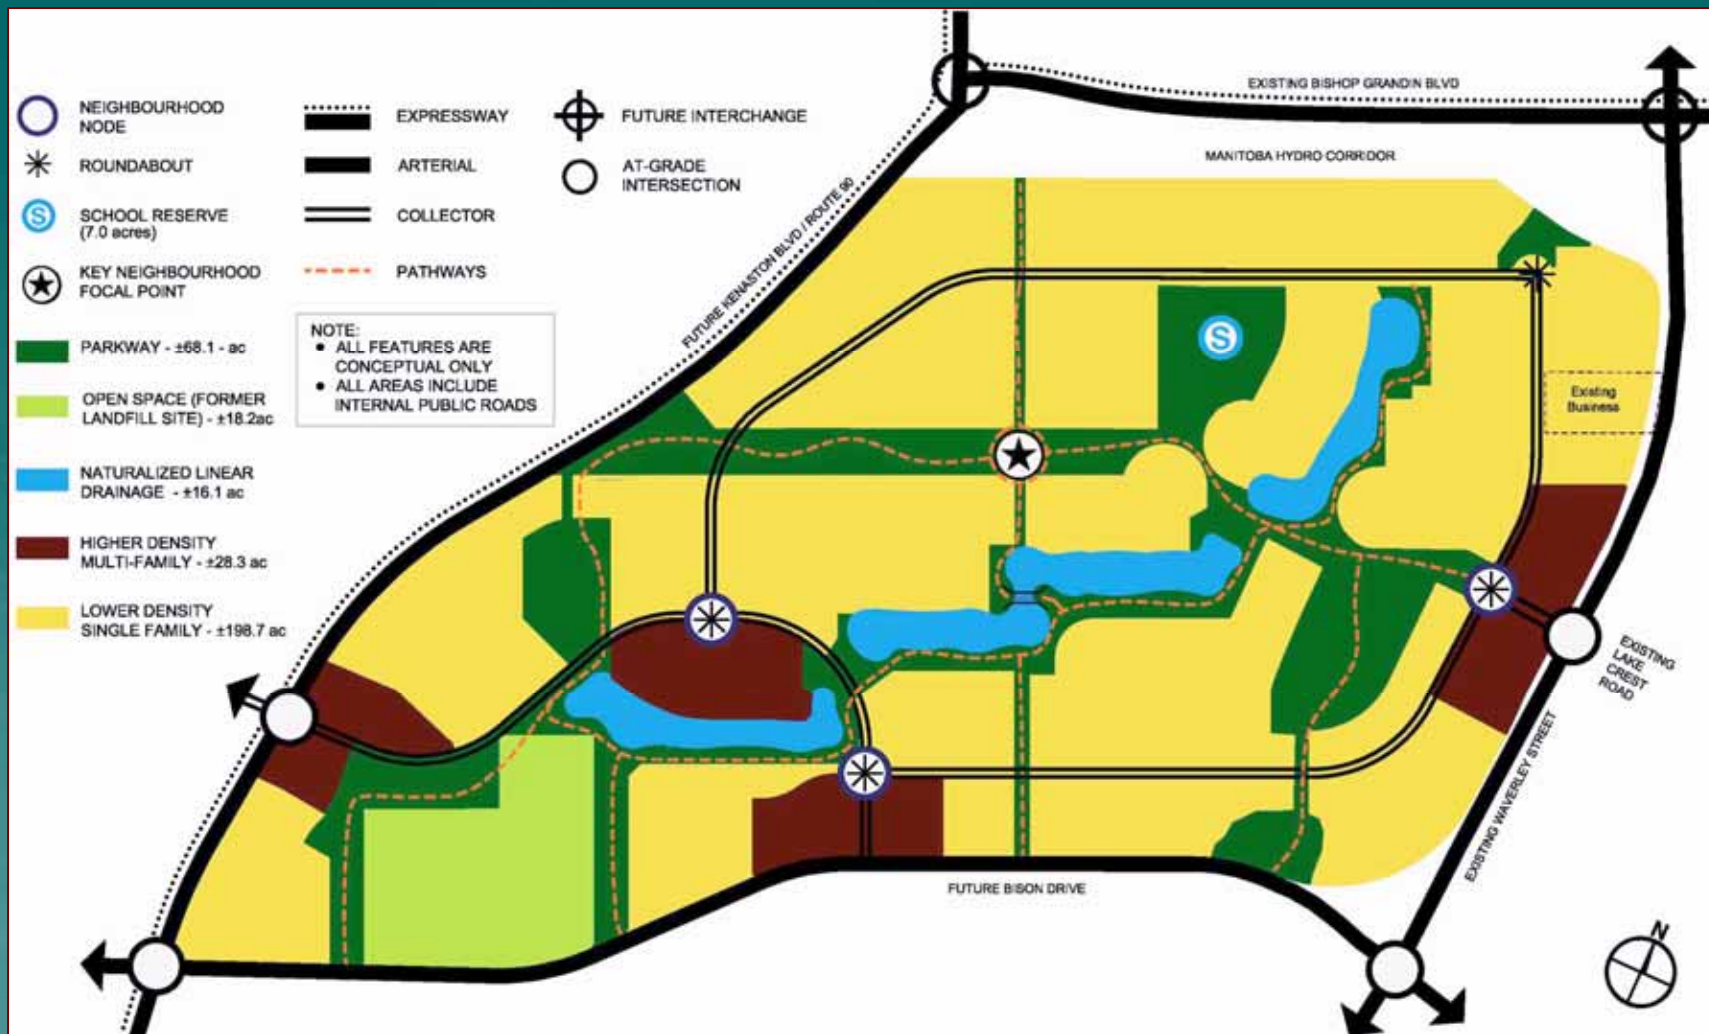 NEIGHBOURHOOD
NODE
ROUNDABOUT
S
SCHOOL RESERVE
(7.0 acres)
KEY NEIGHBOURHOOD
FOCAL POINT
EXPRESSWAY
ARTERIAL
COLLECTOR
PATHWAYS
FUTURE INTERCHANGE
AT-GRADE
INTERSECTION
NOTE:
• ALL FEATURES ARE
CONCEPTUAL ONLY
• ALL AREAS INCLUDE
INTERNAL PUBLIC ROADS
PARKWAY - ±68.1 - ac
OPEN SPACE (FORMER
LANDFILL SITE) - ±18.2ac
NATURALIZED LINEAR
DRAINAGE - ±16.1 ac
HIGHER DENSITY
MULTI-FAMILY - ±28.3 ac
LOWER DENSITY
SINGLE FAMILY - ±198.7 ac
EXISTING BISHOP GRANDIN BLVD
MANITOBA HYDRO CORRIDOR
FUTURE KENASTON BLVD / ROUTE 90
S
Existing
Business
EXISTING
LAKE
CREST
ROAD
EXISTING WAVERLEY STREET
FUTURE BISON DRIVE
N